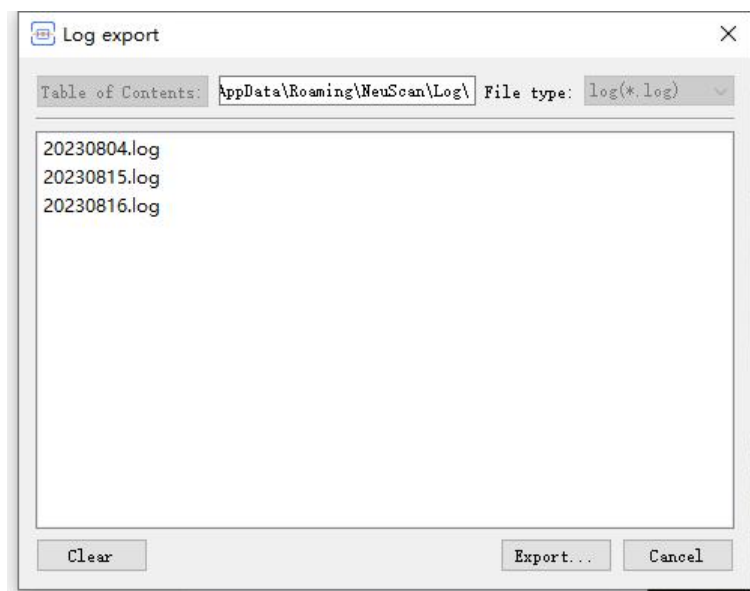 Log export
Table of Contents: AppData\Roaming\NeuScan\Log\ File type: log(*.log)
20230804.log
20230815.log
20230816.log
Clear Export... Cancel